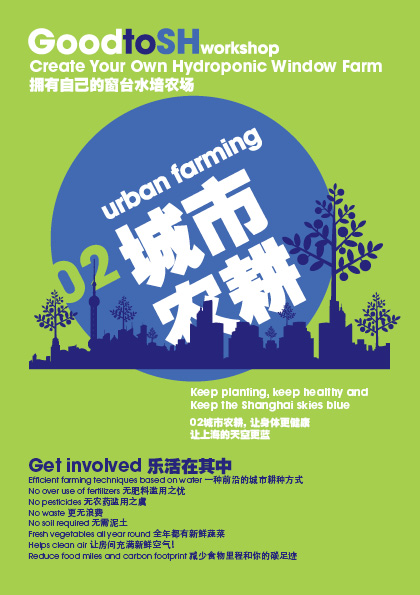 GoodtoSHworkshop
Create Your Own Hydroponic Window Farm
拥有自己的窗台水培农场
urban farming
02 城市
农耕
Keep planting, keep healthy and
Keep the Shanghai skies blue
02城市农耕, 让身体更健康
让上海的天空更蓝
Get involved 乐活在其中
Efficient farming techniques based on water 一种前沿的城市耕种方式
No over use of fertilizers 无肥料滥用之忧
No pesticides 无农药滥用之虞
No waste 更无浪费
No soil required 无需泥土
Fresh vegetables all year round 全年都有新鲜蔬菜
Helps clean air 让房间充满新鲜空气!
Reduce food miles and carbon footprint 减少食物里程和你的碳足迹